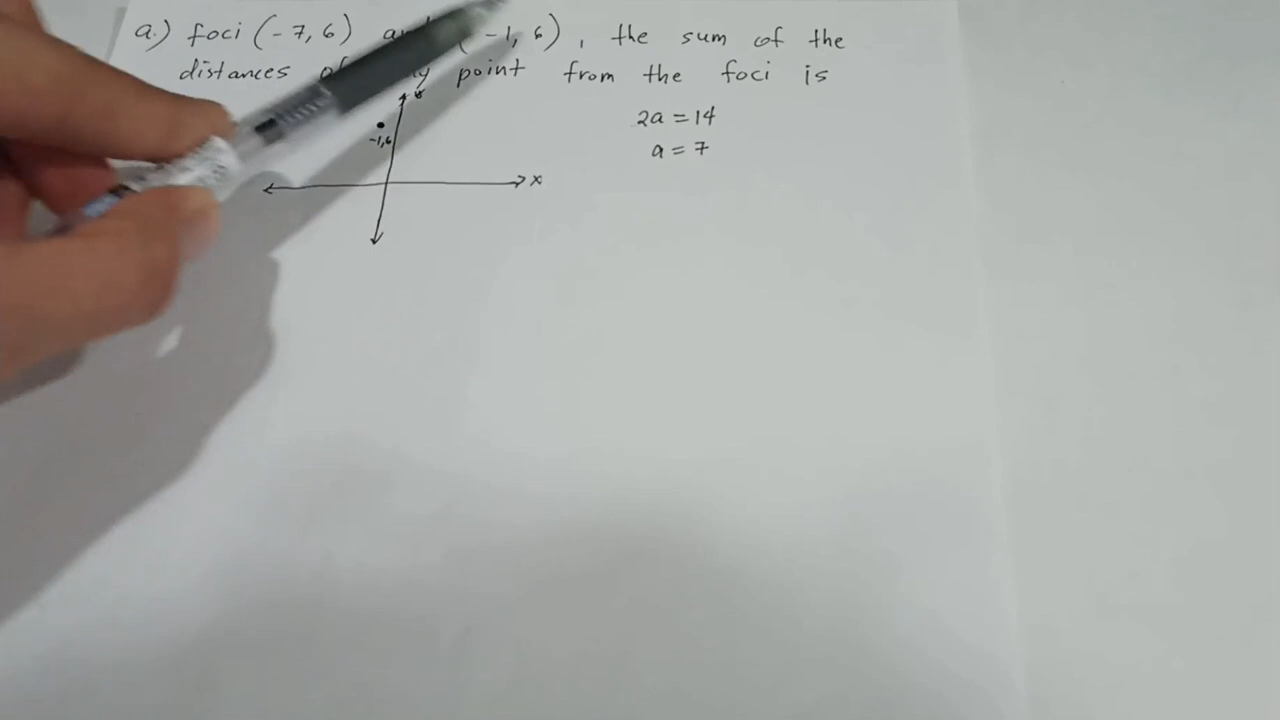 a.) foci (-7,6) (-1,6), the sum of the
distances point from the foci is
2a = 14
a = 7
-1,6
x